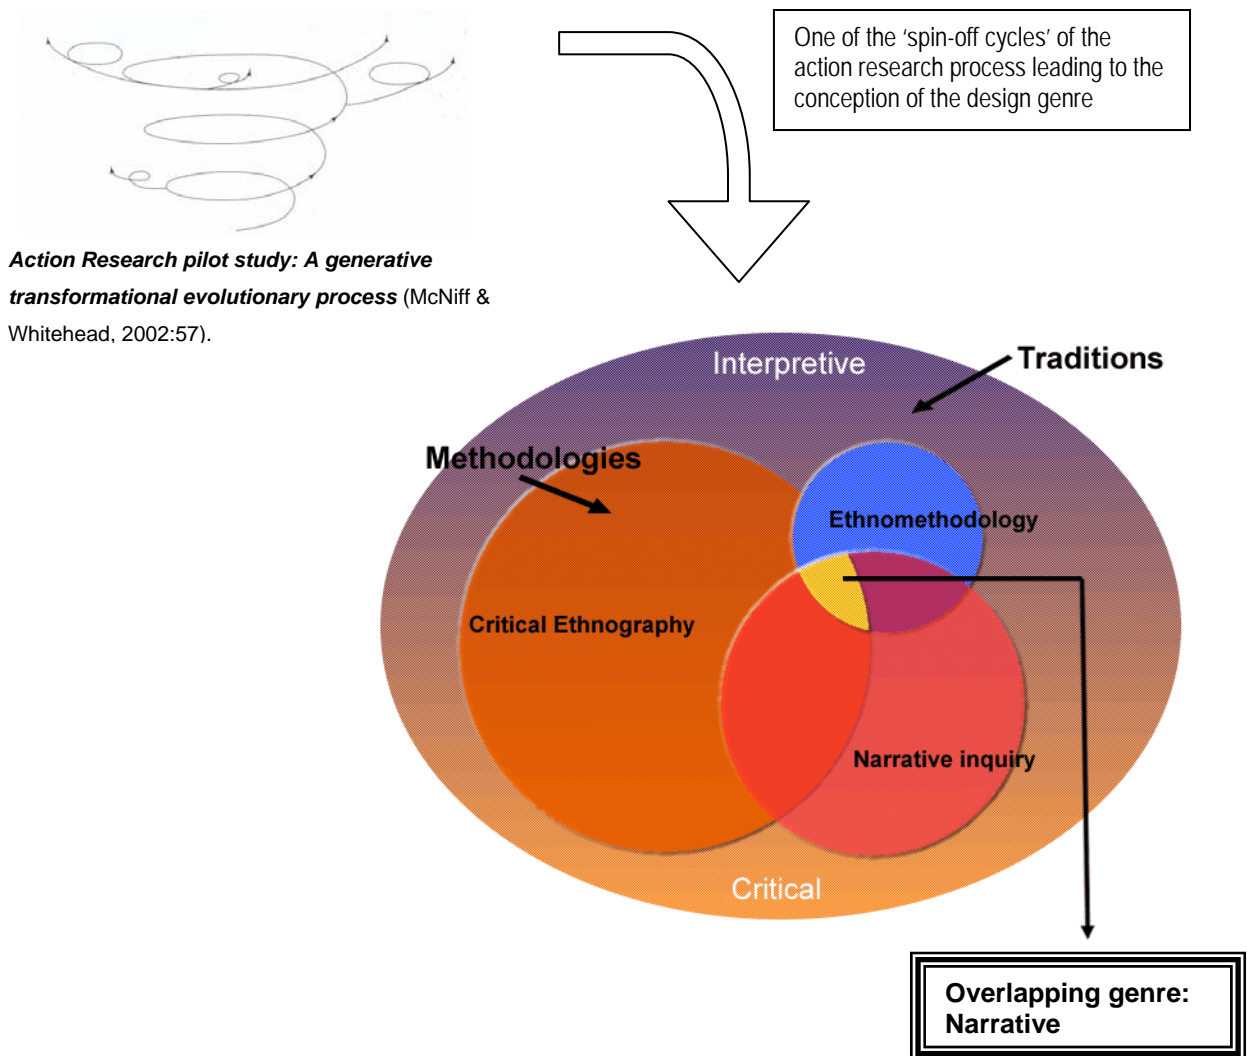 One of the ‘spin-off cycles’ of the
action research process leading to the
conception of the design genre
Action Research pilot study: A generative
transformational evolutionary process (McNiff &
Whitehead, 2002:57).
Interpretive
Traditions
Methodologies
Ethnomethodology
Critical Ethnography
Narrative inquiry
Critical
Overlapping genre:
Narrative